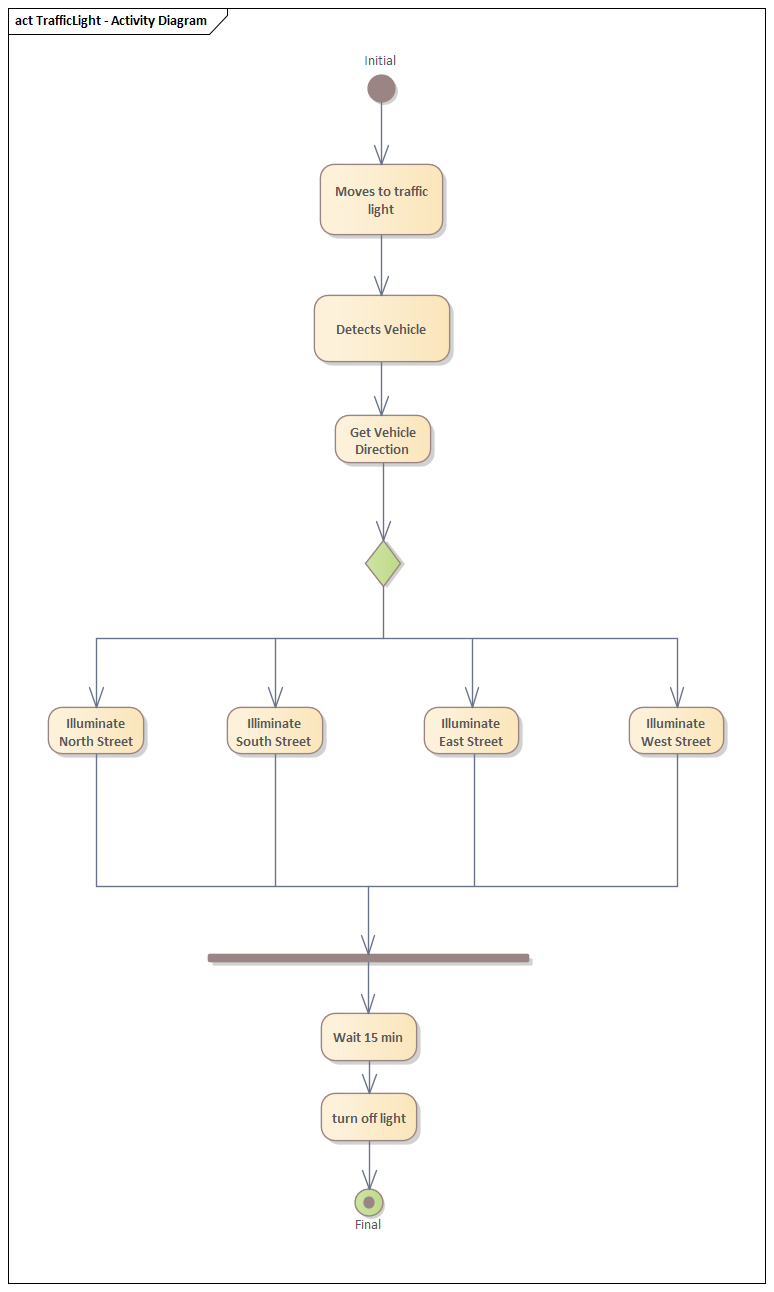 act TrafficLight - Activity Diagram
Initial
Moves to traffic
light
Detects Vehicle
Get Vehicle
Direction
Illuminate
North Street
Illiminate
South Street
Illuminate
East Street
Illuminate
West Street
Wait 15 min
turn off light
Final